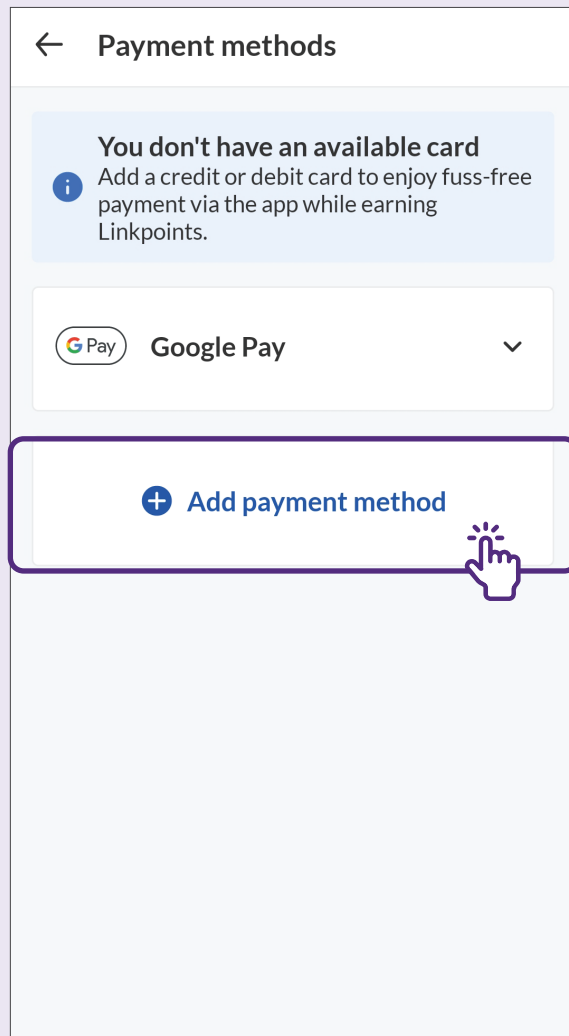 Payment methods
You don't have an available card
Add a credit or debit card to enjoy fuss-free
payment via the app while earning
Linkpoints.
G Pay Google Pay
Add payment method